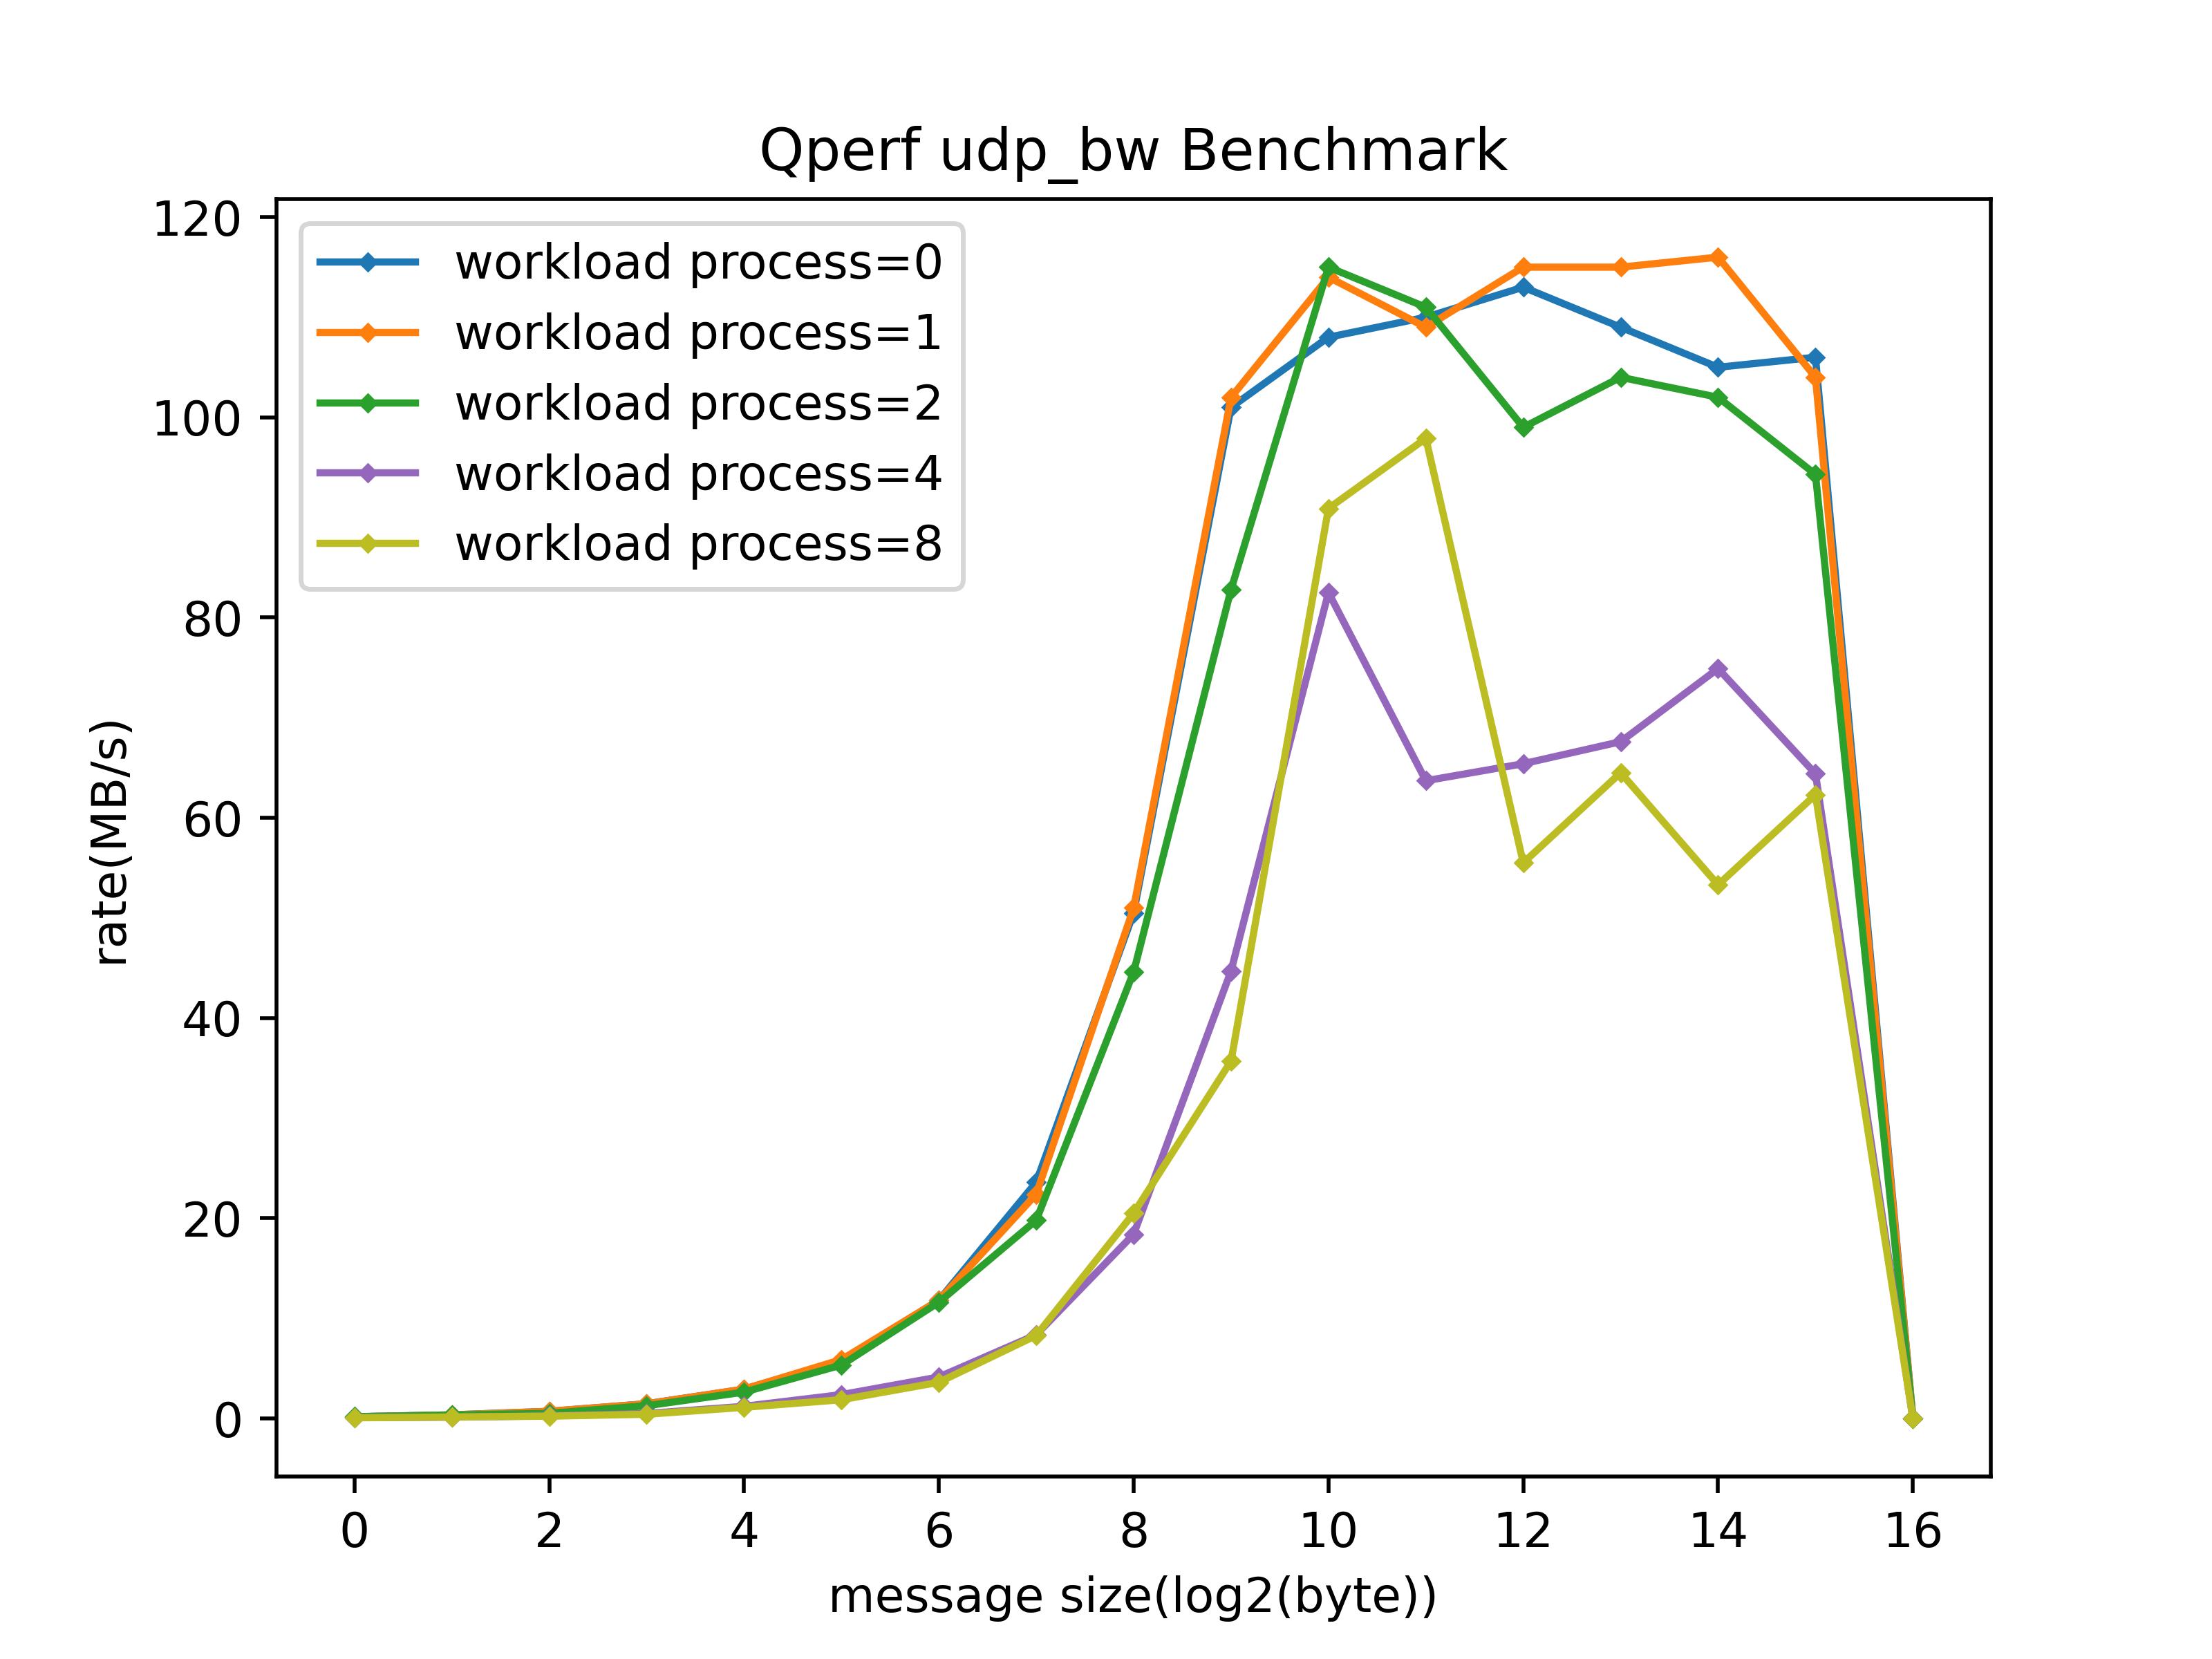 Qperf udp_bw Benchmark
120
100
80
60
40
20
0
rate(MB/s)
workload process=0
workload process=1
workload process=2
workload process=4
workload process=8
0 2 4 6 8 10 12 14 16
message size(log2(byte))